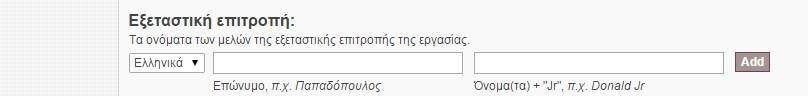 Εξεταστική επιτροπή:
Τα ονόματα των μελών της εξεταστικής επιτροπής της εργασίας.
Ελληνικά Add
Επώνυμο, π.χ. Παπαδόπουλος Όνομα(τα) + "Jr", π.χ. Donald Jr